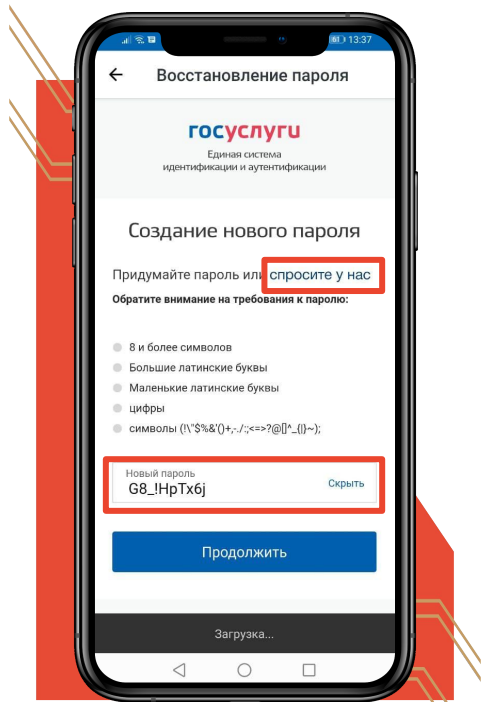 61 13:37
Восстановление пароля
госуслуги
Единая система
идентификации и аутентификации
Создание нового пароля
Придумайте пароль или спросите у нас
Обратите внимание на требования к паролю:
8 и более символов
Большие латинские буквы
Маленькие латинские буквы
цифры
символы (!\"$%&'()+,-./:;<=>?@[]^_{|}~);
Новый пароль
G8_!HpTx6j
Скрыть
Продолжить
Загрузка...